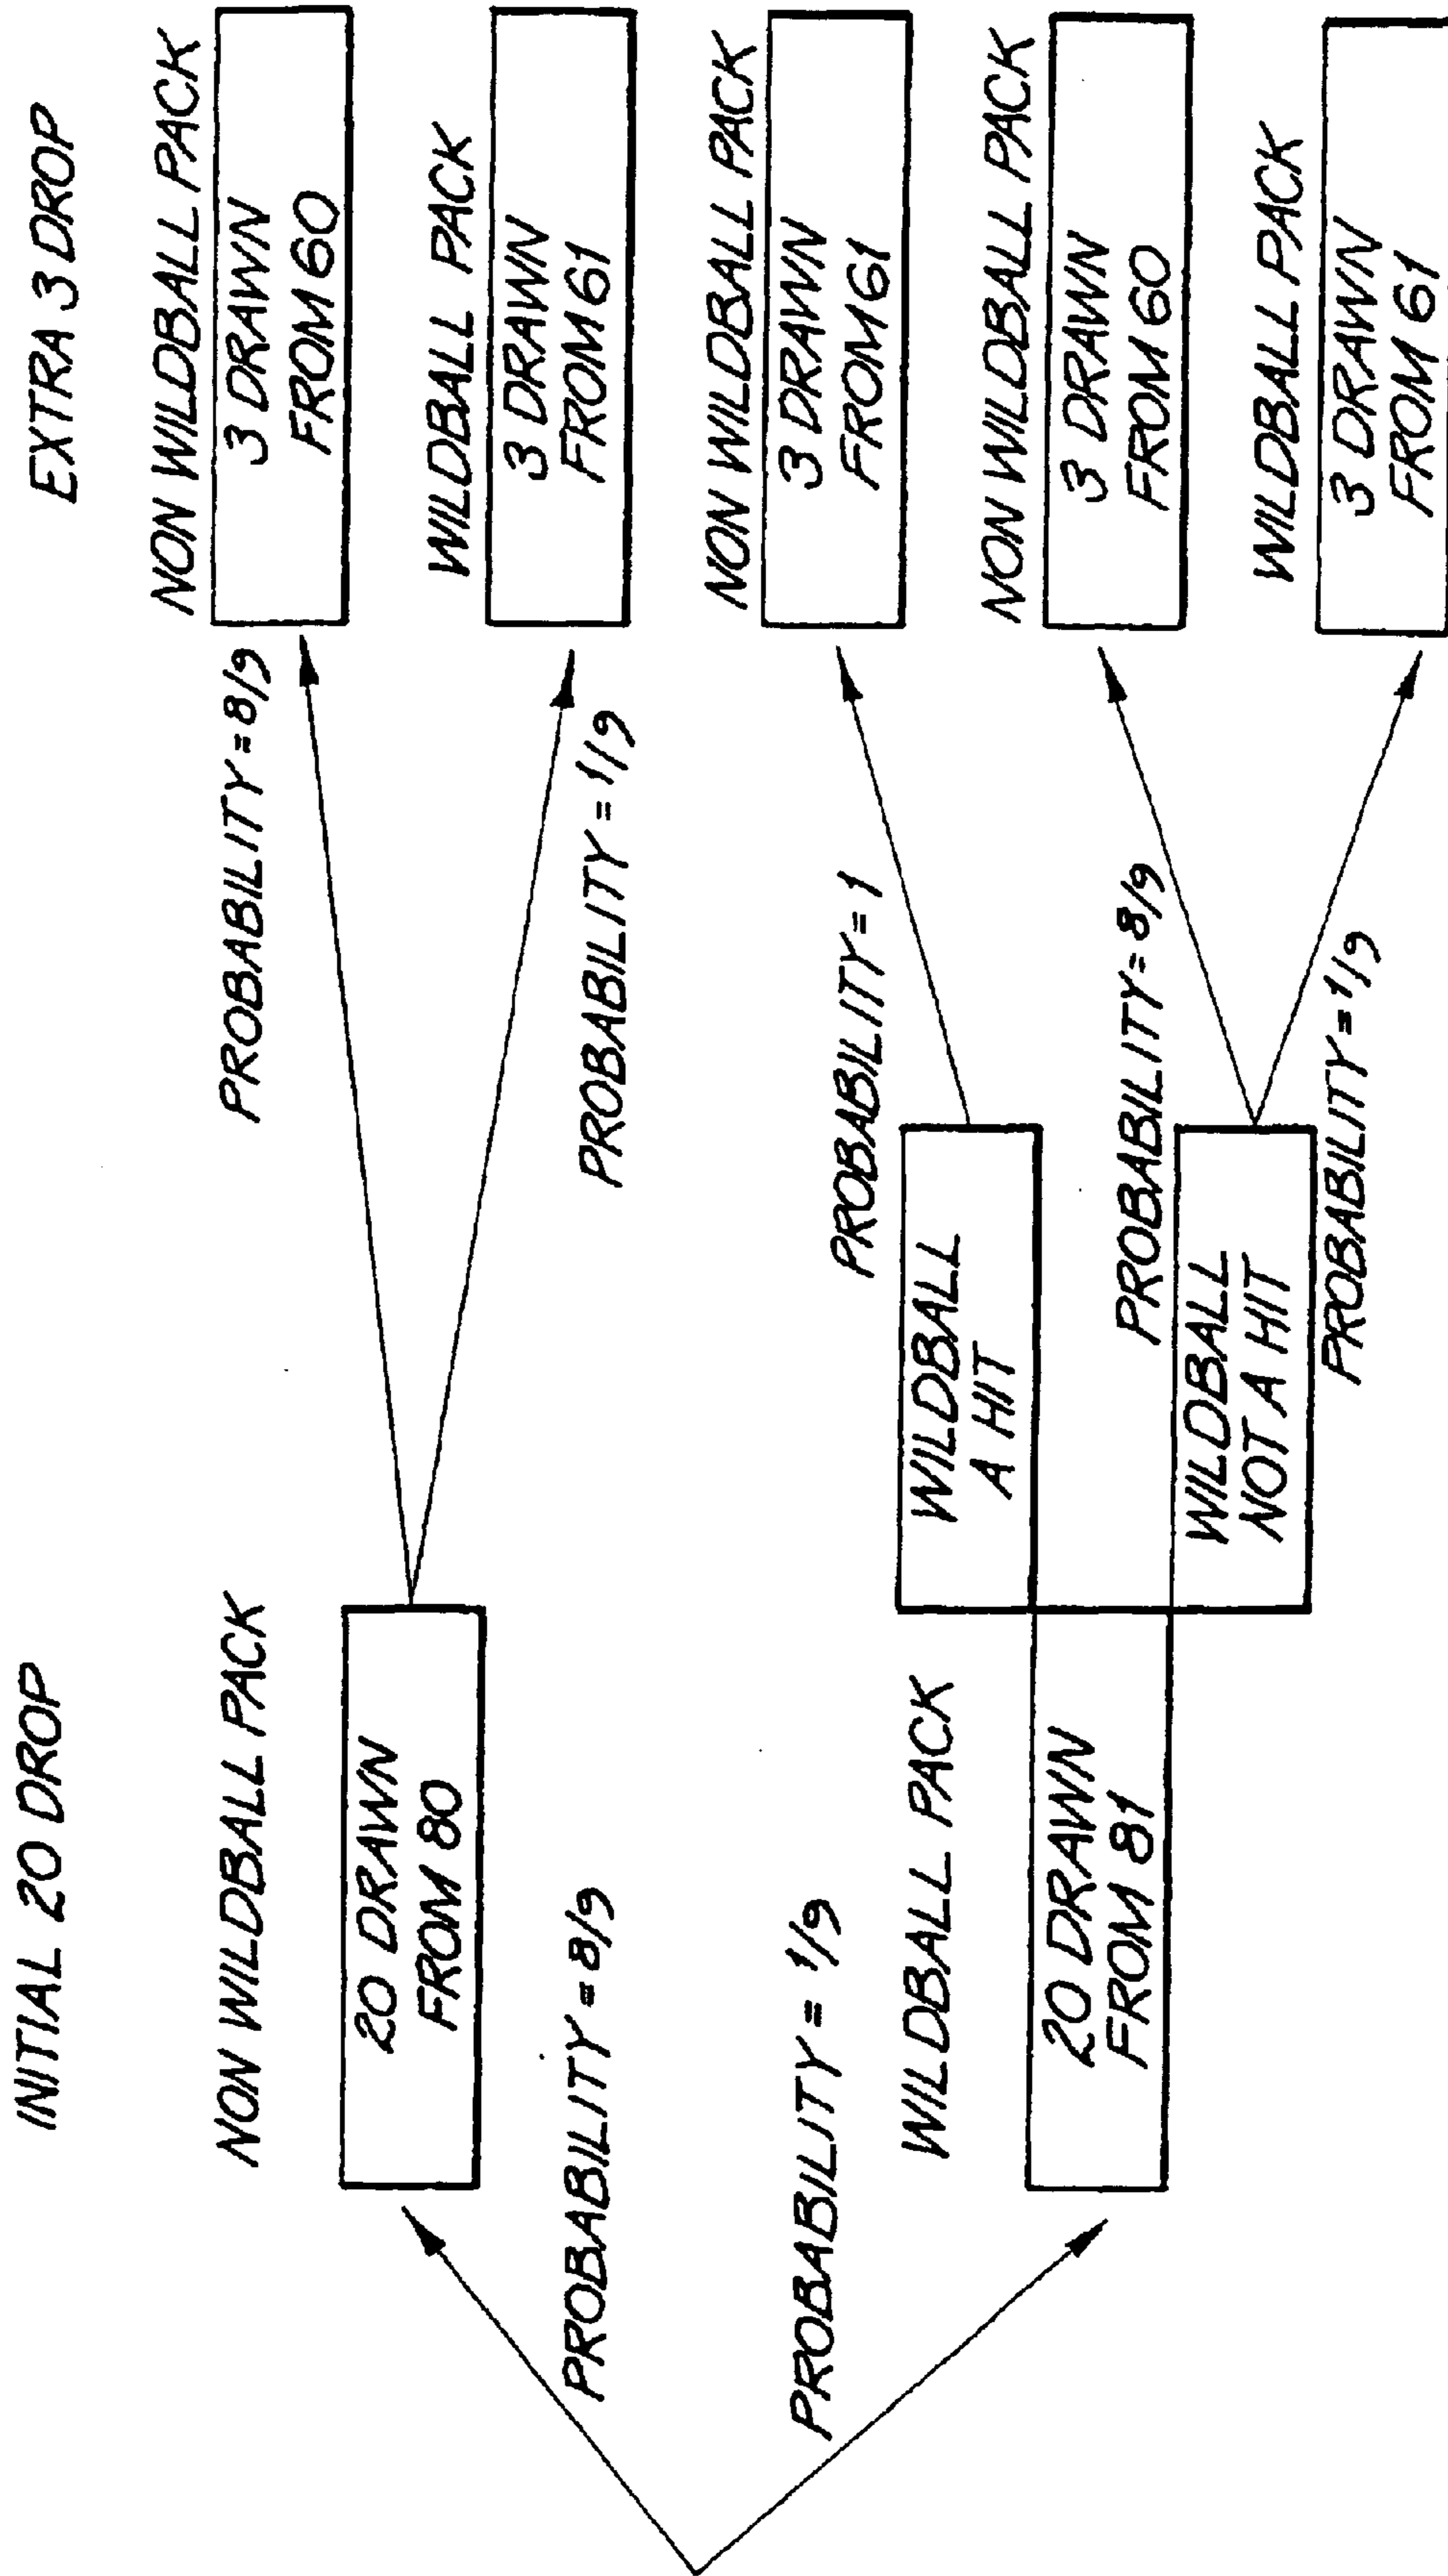 INITIAL 20 DROP
EXTRA 3 DROP
NON WILDBALL PACK
20 DRAWN
FROM 80
PROBABILITY = 8/9
PROBABILITY = 1/9
WILDBALL PACK
20 DRAWN
FROM 81
WILDBALL
A HIT
WILDBALL
NOT A HIT
PROBABILITY = 8/9
PROBABILITY = 1/9
PROBABILITY = 1
PROBABILITY = 8/9
PROBABILITY = 1/9
NON WILDBALL PACK
3 DRAWN
FROM 60
WILDBALL PACK
3 DRAWN
FROM 61
NON WILDBALL PACK
3 DRAWN
FROM 61
NON WILDBALL PACK
3 DRAWN
FROM 60
WILDBALL PACK
3 DRAWN
FROM 61